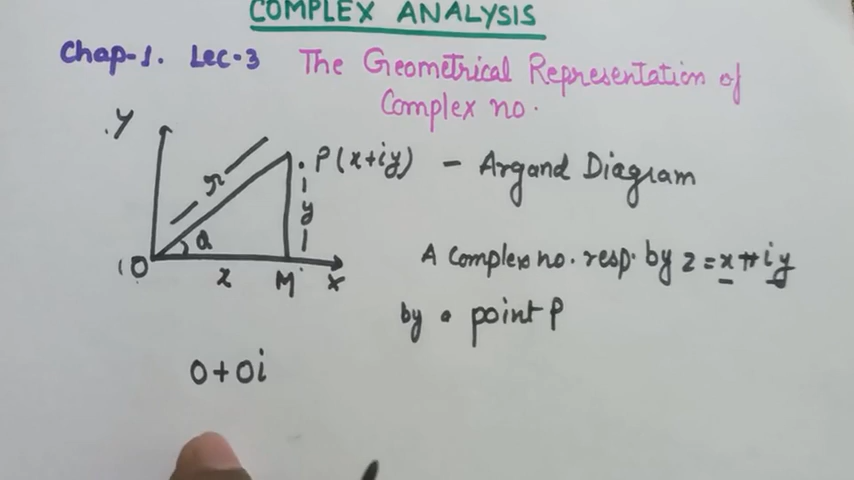 COMPLEX ANALYSIS
Chap-1. Lec-3 The Geometrical Representation of
Complex no.
.Y
P(x+iy) - Argand Diagram
r
y
θ
A Complex no. resp. by z = x+iy
O
x M X
by a point P
0+0i